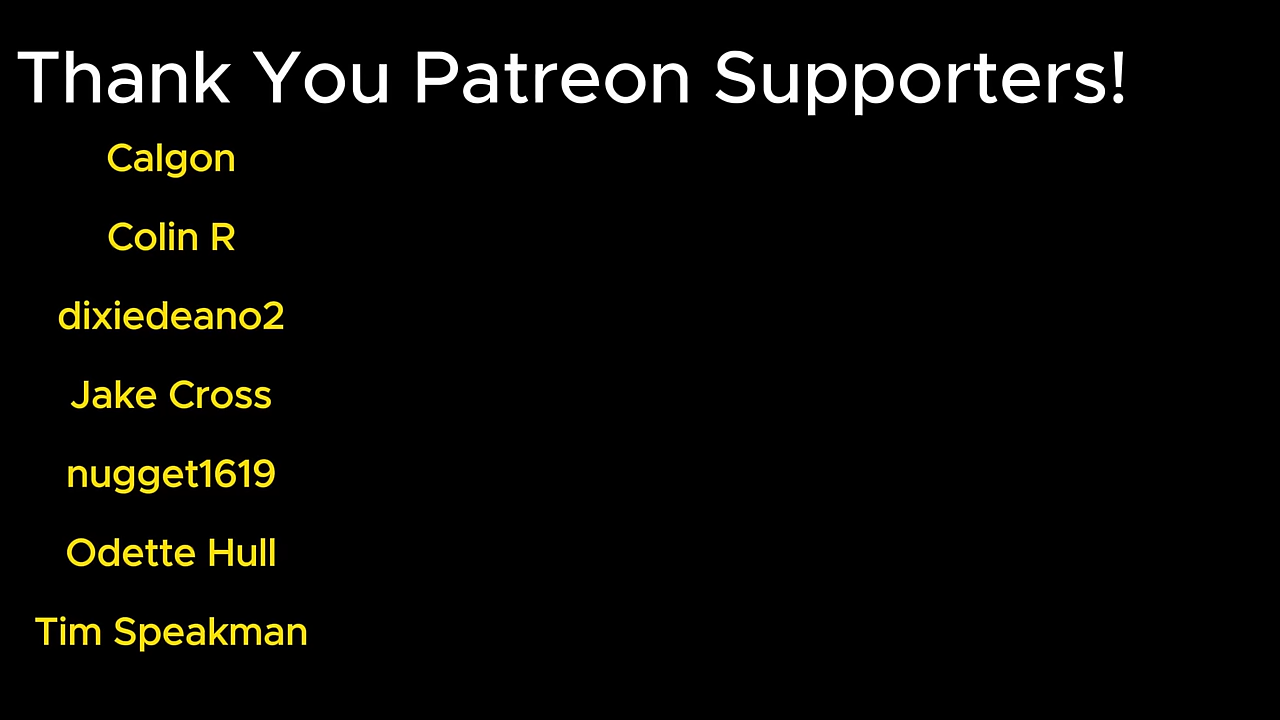 Thank You Patreon Supporters!
Calgon
Colin R
dixiedeano2
Jake Cross
nugget1619
Odette Hull
Tim Speakman